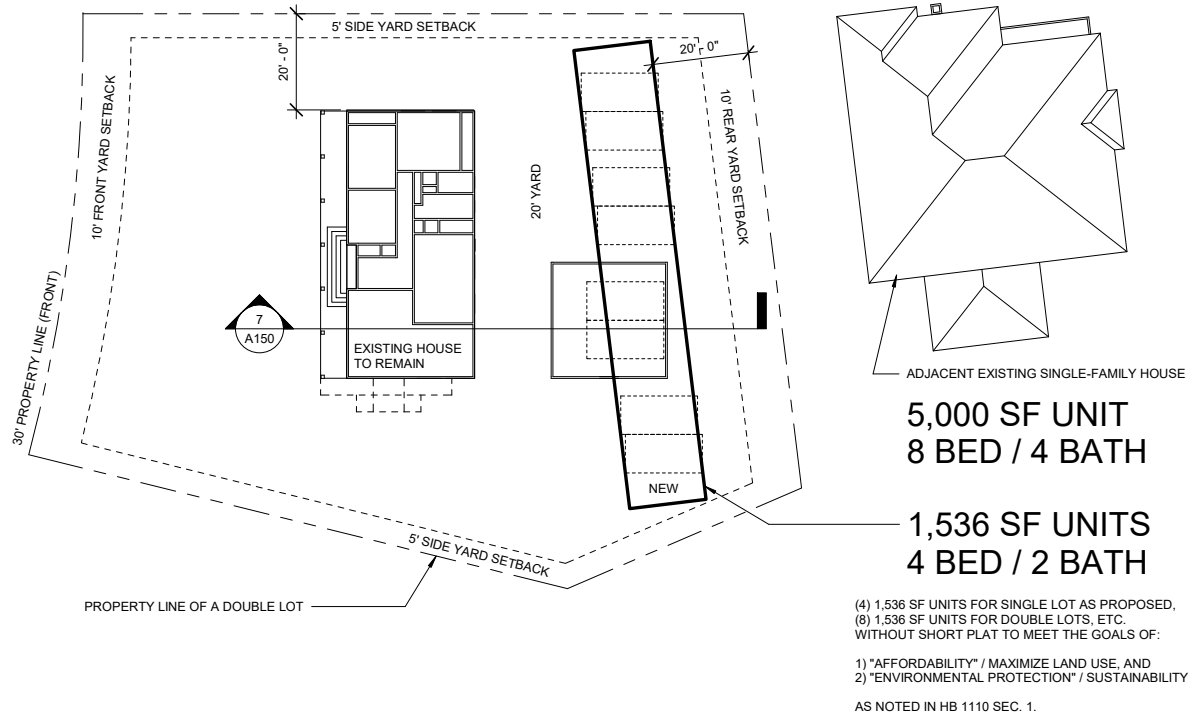 5' SIDE YARD SETBACK
20' - 0"
20' - 0"
10' FRONT YARD SETBACK
20' YARD
10' REAR YARD SETBACK
30' PROPERTY LINE (FRONT)
7
A150
EXISTING HOUSE
TO REMAIN
NEW
5' SIDE YARD SETBACK
PROPERTY LINE OF A DOUBLE LOT
ADJACENT EXISTING SINGLE-FAMILY HOUSE
5,000 SF UNIT
8 BED / 4 BATH
1,536 SF UNITS
4 BED / 2 BATH
(4) 1,536 SF UNITS FOR SINGLE LOT AS PROPOSED,
(8) 1,536 SF UNITS FOR DOUBLE LOTS, ETC.
WITHOUT SHORT PLAT TO MEET THE GOALS OF:
1) "AFFORDABILITY" / MAXIMIZE LAND USE, AND
2) "ENVIRONMENTAL PROTECTION" / SUSTAINABILITY
AS NOTED IN HB 1110 SEC. 1.